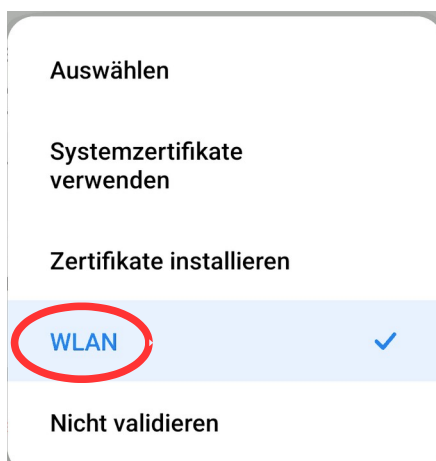 Auswählen
Systemzertifikate
verwenden
Zertifikate installieren
WLAN
Nicht validieren